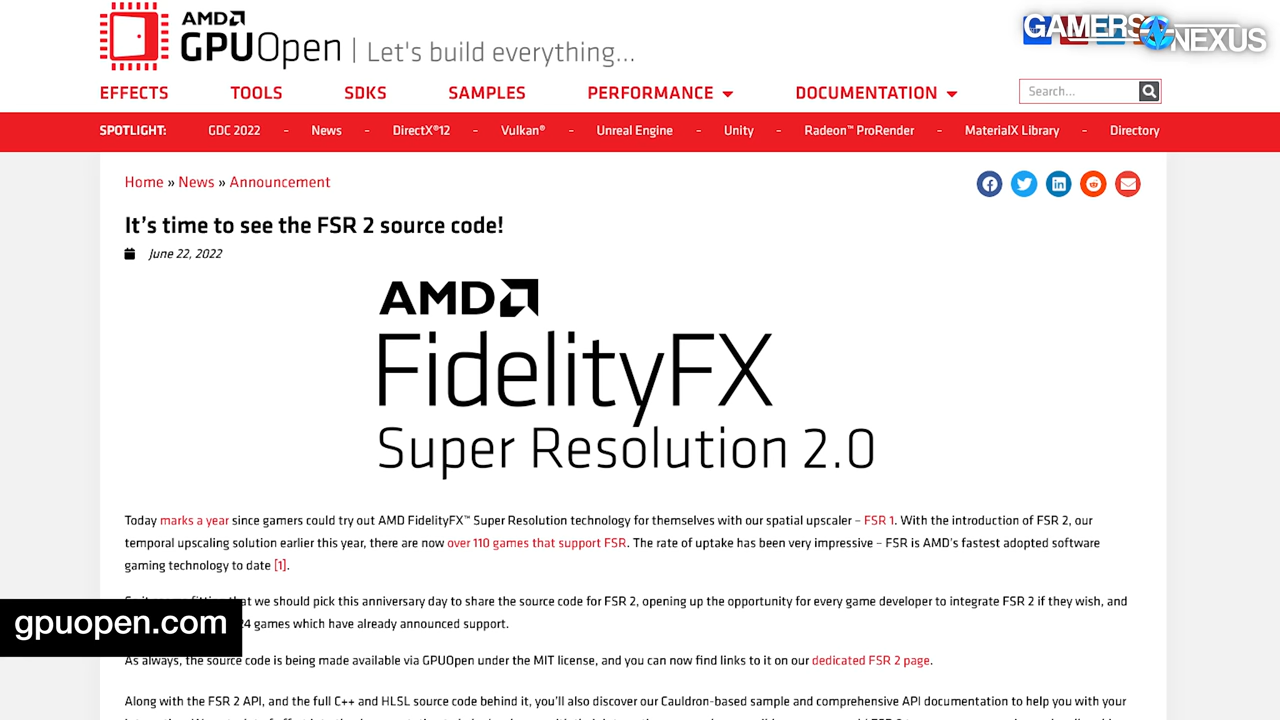 AMD
GPUOpen | Let's build everything...
GAMERS NEXUS
EFFECTS TOOLS SDKS SAMPLES PERFORMANCE DOCUMENTATION Search...
SPOTLIGHT: GDC 2022 - News - DirectX®12 - Vulkan® - Unreal Engine - Unity - Radeon™ ProRender - MaterialX Library - Directory
Home » News » Announcement
It's time to see the FSR 2 source code!
June 22, 2022
AMD
FidelityFX
Super Resolution 2.0
Today marks a year since gamers could try out AMD FidelityFX™ Super Resolution technology for themselves with our spatial upscaler – FSR 1. With the introduction of FSR 2, our
temporal upscaling solution earlier this year, there are now over 110 games that support FSR. The rate of uptake has been very impressive – FSR is AMD's fastest adopted software
gaming technology to date [1].
that we should pick this anniversary day to share the source code for FSR 2, opening up the opportunity for every game developer to integrate FSR 2 if they wish, and
24 games which have already announced support.
gpuopen.com
As always, the source code is being made available via GPUOpen under the MIT license, and you can now find links to it on our dedicated FSR 2 page.
Along with the FSR 2 API, and the full C++ and HLSL source code behind it, you'll also discover our Cauldron-based sample and comprehensive API documentation to help you with your